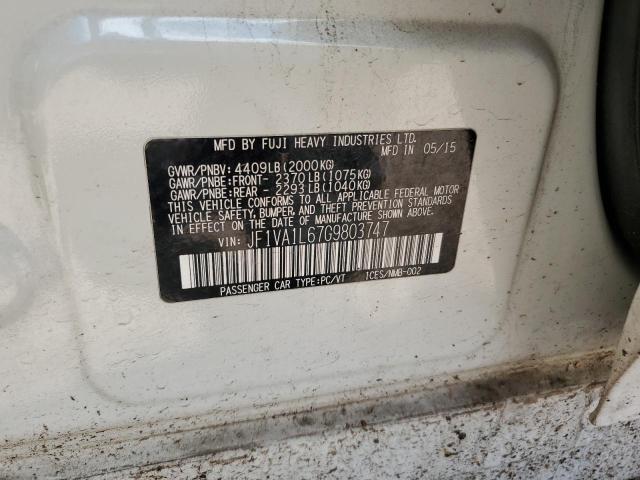 MFD BY FUJI HEAVY INDUSTRIES LTD.
MFD IN 05/15
GVWR/PNBV: 4409LB(2000KG)
GAWR/PNBE:FRONT- 2370LB(1075KG)
GAWR/PNBE:REAR - 2293LB(1040KG)
THIS VEHICLE CONFORMS TO ALL APPLICABLE FEDERAL MOTOR
VEHICLE SAFETY, BUMPER, AND THEFT PREVENTION STANDARDS
IN EFFECT ON THE DATE OF MANUFACTURE SHOWN ABOVE.
VIN: JF1VA1L67G9803747
PASSENGER CAR TYPE:PC/VT 1CES/NMB-002